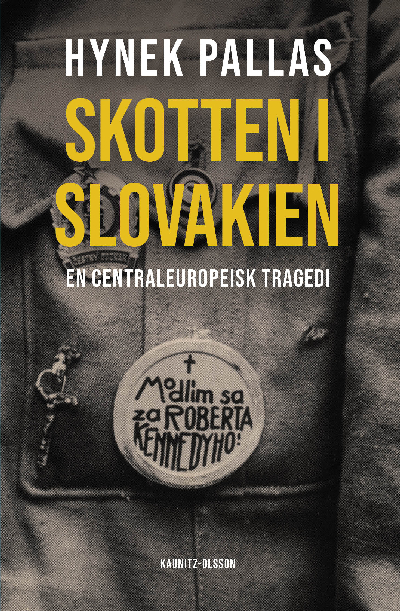 HYNEK PALLAS
SKOTTEN I
SLOVAKIEN
EN CENTRALEUROPEISK TRAGEDI
Modlim sa
za ROBERTA
KENNEDYHO!
KAUNITZ-OLSSON